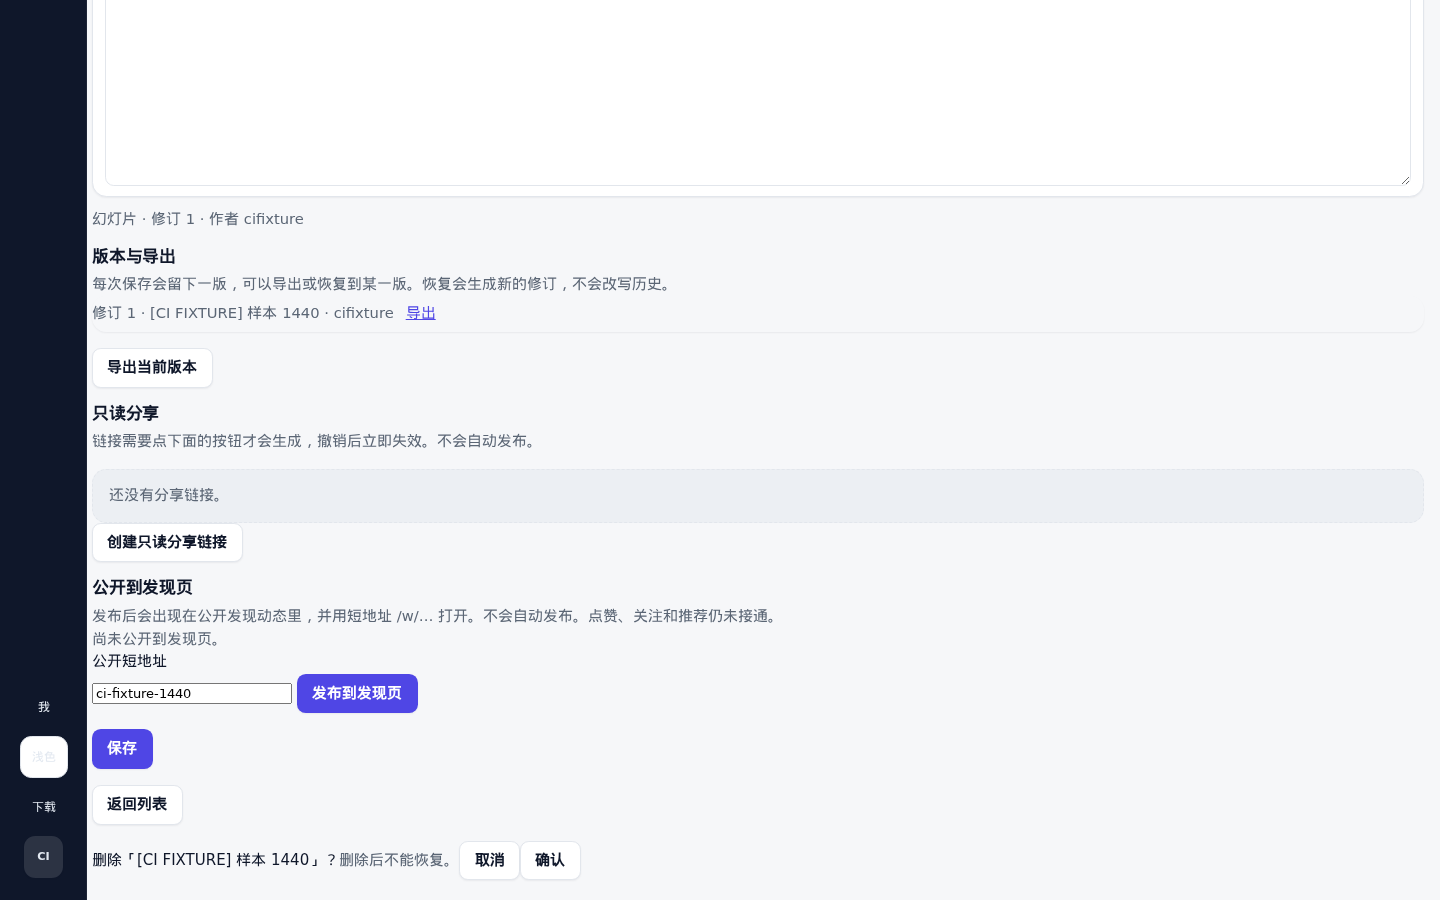 幻灯片 · 修订 1 · 作者 cifixture
版本与导出
每次保存会留下一版，可以导出或恢复到某一版。恢复会生成新的修订，不会改写历史。
修订 1 · [CI FIXTURE] 样本 1440 · cifixture 导出
导出当前版本
只读分享
链接需要点下面的按钮才会生成，撤销后立即失效。不会自动发布。
还没有分享链接。
创建只读分享链接
公开到发现页
发布后会出现在公开发现动态里，并用短地址 /w/… 打开。不会自动发布。点赞、关注和推荐仍未接通。
尚未公开到发现页。
公开短地址
ci-fixture-1440 发布到发现页
保存
返回列表
删除「[CI FIXTURE] 样本 1440」？删除后不能恢复。 取消 确认
我
浅色
下载
CI